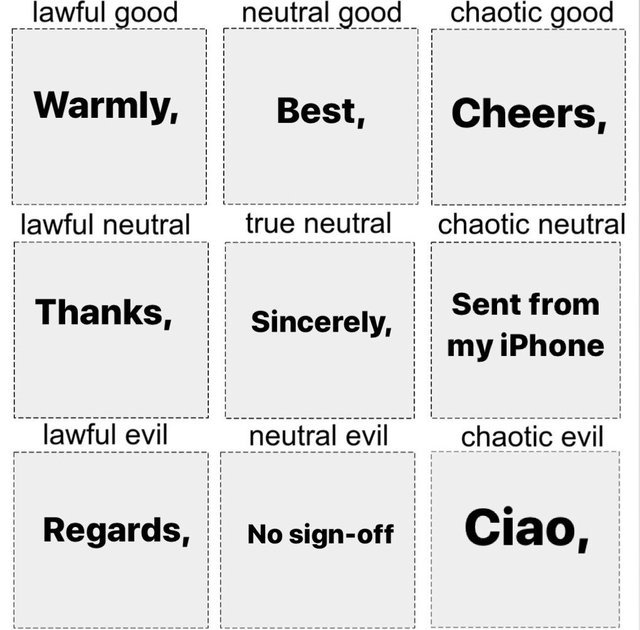 lawful good
neutral good
chaotic good
Warmly,
Best,
Cheers,
lawful neutral
true neutral
chaotic neutral
Thanks,
Sincerely,
Sent from
my iPhone
lawful evil
neutral evil
chaotic evil
Regards,
No sign-off
Ciao,